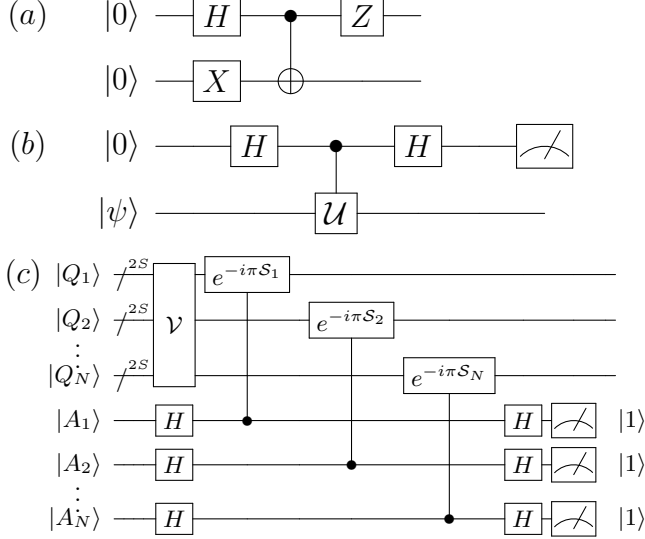 (a) |0⟩ H Z
|0⟩ X
(b) |0⟩ H H
|ψ⟩ 𝒰
(c) |Q₁⟩ 2S e^{-iπ𝒮₁}
|Q₂⟩ 2S 𝒱 e^{-iπ𝒮₂}
⋮
|Q_N⟩ 2S e^{-iπ𝒮_N}
|A₁⟩ H H |1⟩
|A₂⟩ H H |1⟩
⋮ ⋮
|A_N⟩ H H |1⟩